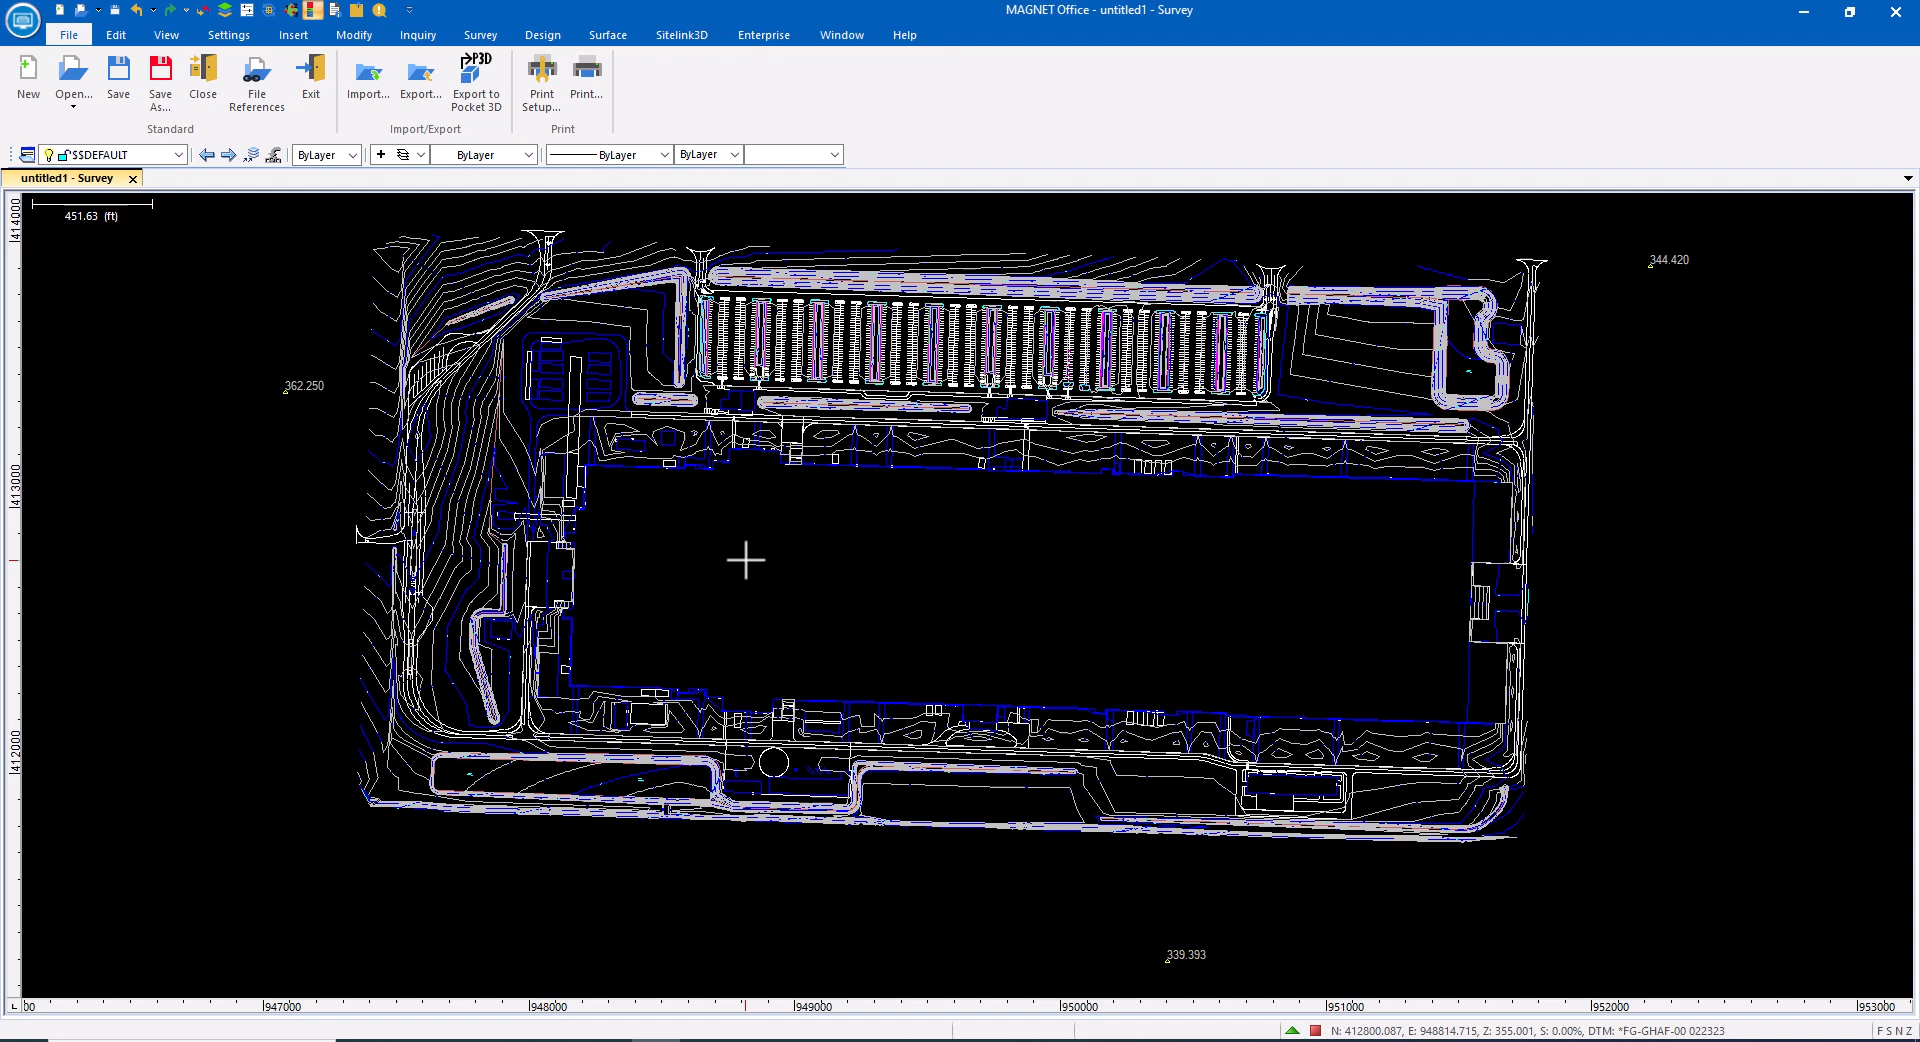 MAGNET Office - untitled1 - Survey
File Edit View Settings Insert Modify Inquiry Survey Design Surface Sitelink3D Enterprise Window Help
P3D
New Open... Save Save As... Close File References Exit Import... Export... Export to Pocket 3D Print Setup... Print...
Standard Import/Export Print
$$DEFAULT ByLayer ByLayer ByLayer ByLayer
untitled1 - Survey
451.63 (ft)
414000
344.420
362.250
413000
412000
339.393
00 947000 948000 949000 950000 951000 952000 953000
N: 412800.087, E: 948814.715, Z: 355.001, S: 0.00%, DTM: *FG-GHAF-00 022323
F S N Z